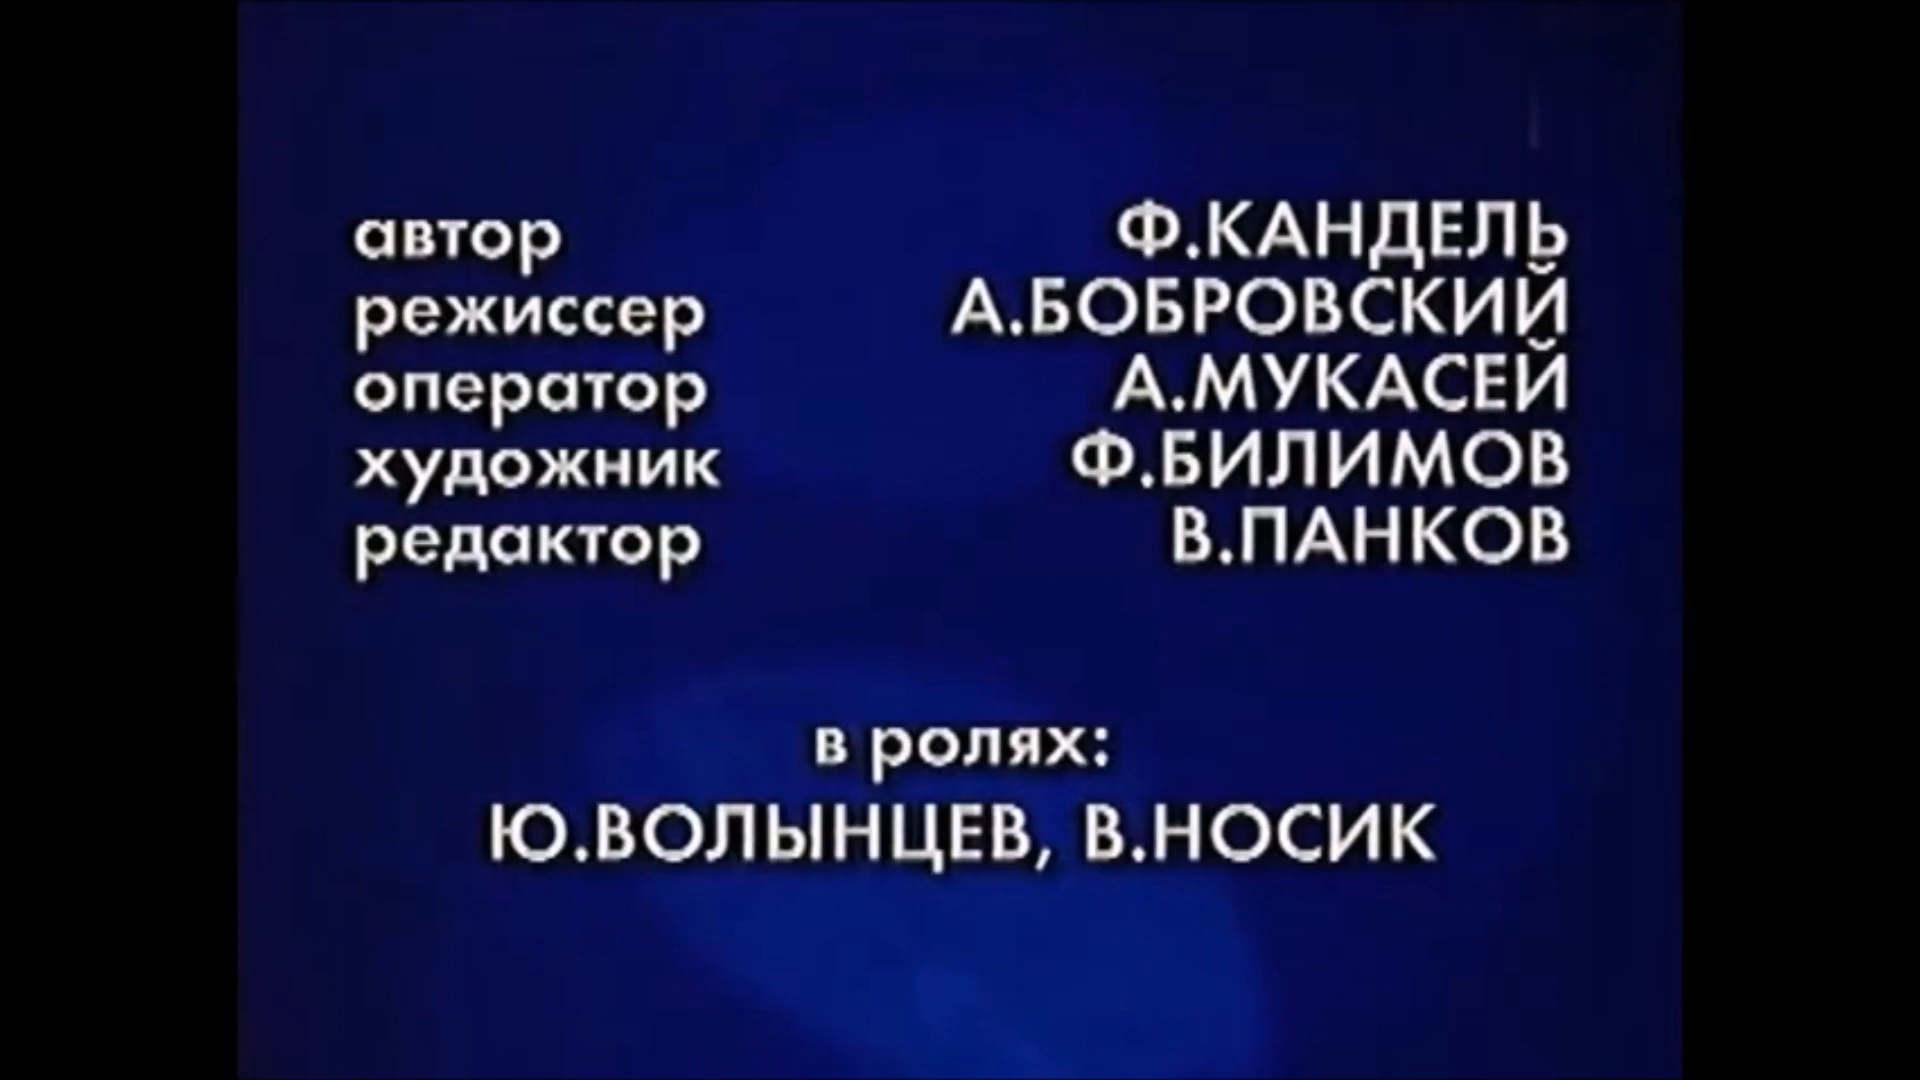 автор Ф.КАНДЕЛЬ
режиссер А.БОБРОВСКИЙ
оператор А.МУКАСЕЙ
художник Ф.БИЛИМОВ
редактор В.ПАНКОВ
в ролях:
Ю.ВОЛЫНЦЕВ, В.НОСИК